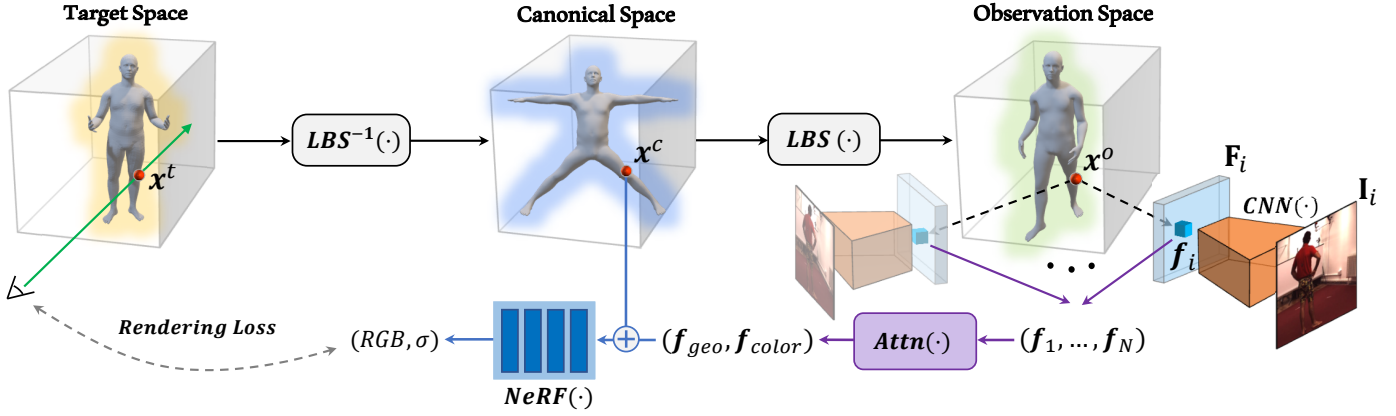 Target Space
Canonical Space
Observation Space
LBS⁻¹(·)
LBS (·)
xᵗ
xᶜ
xᵒ
Fᵢ
Iᵢ
CNN(·)
fᵢ
...
Rendering Loss
(RGB, σ)
NeRF(·)
+
(f_geo, f_color)
Attn(·)
(f₁, ..., f_N)